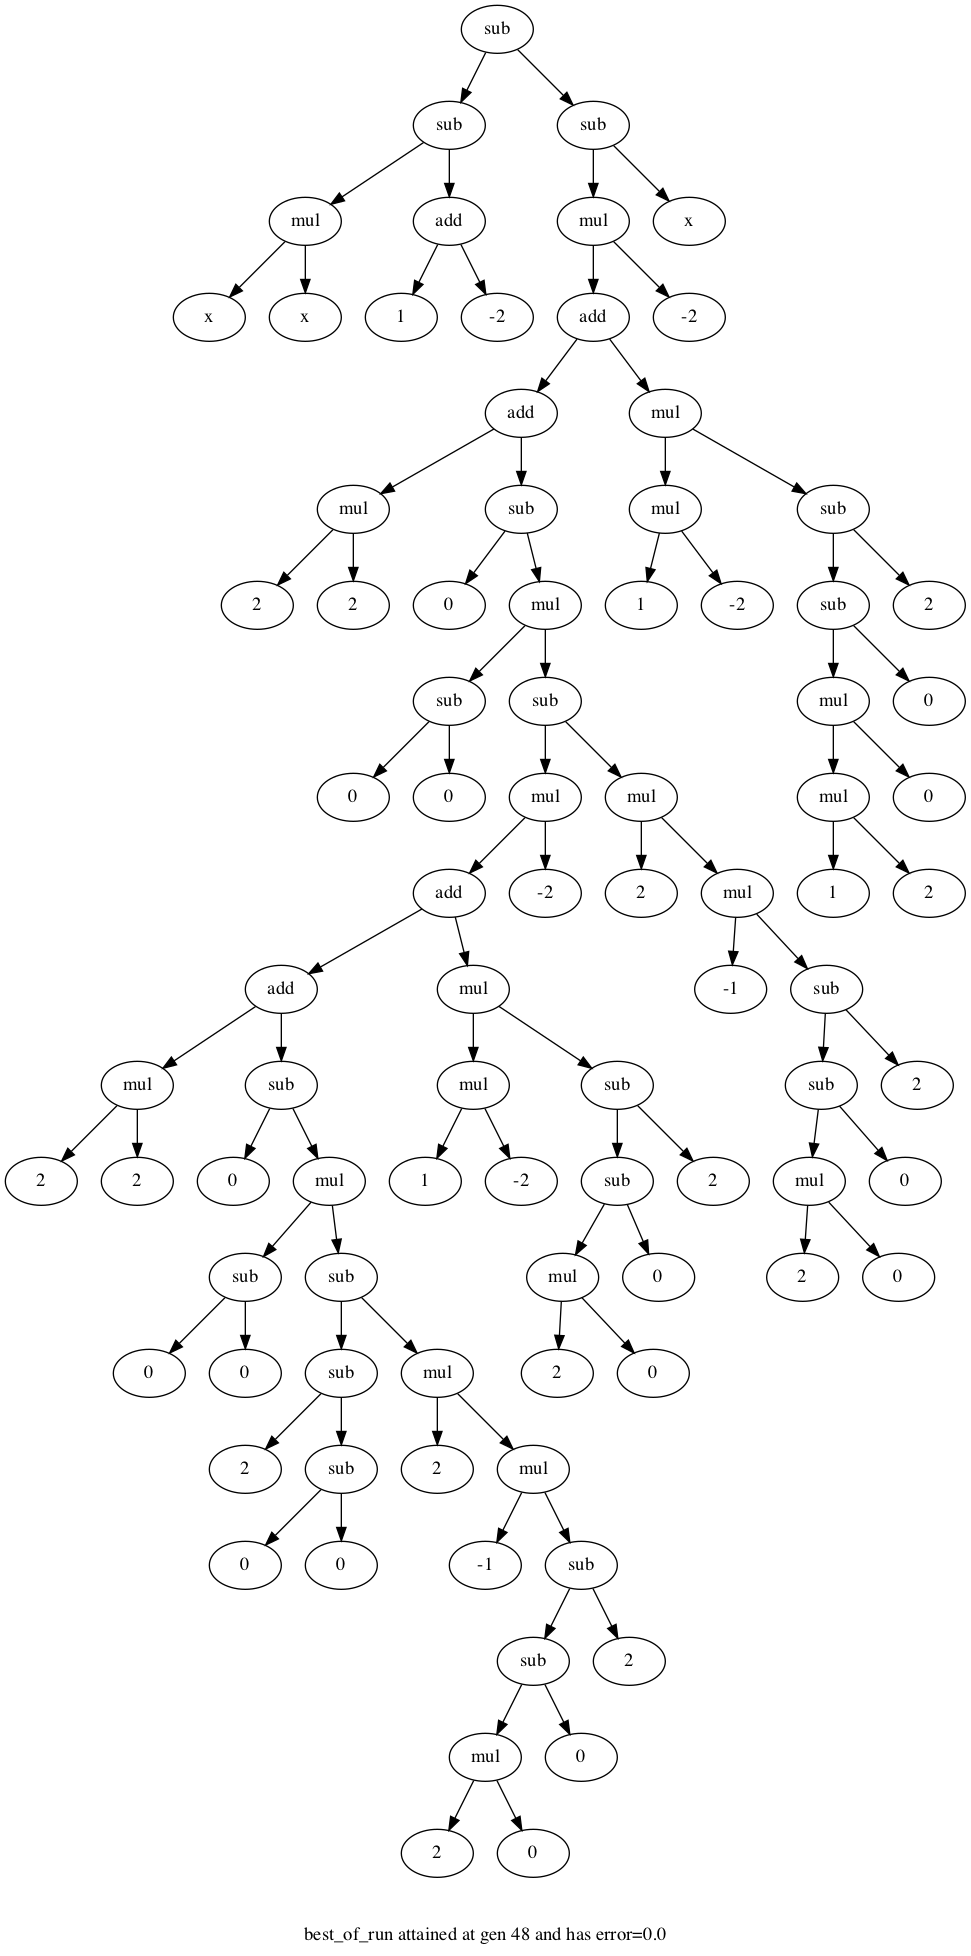 sub
sub sub
mul add mul x
x x 1 -2 add -2
add mul
mul sub mul sub
2 2 0 mul 1 -2 sub 2
sub sub mul 0
0 0 mul mul mul 0
add -2 2 mul 1 2
add mul -1 sub
mul sub mul sub sub 2
2 2 0 mul 1 -2 sub 2 mul 0
sub sub mul 0 2 0
0 0 sub mul 2 0
2 sub 2 mul
0 0 -1 sub
sub 2
mul 0
2 0
best_of_run attained at gen 48 and has error=0.0